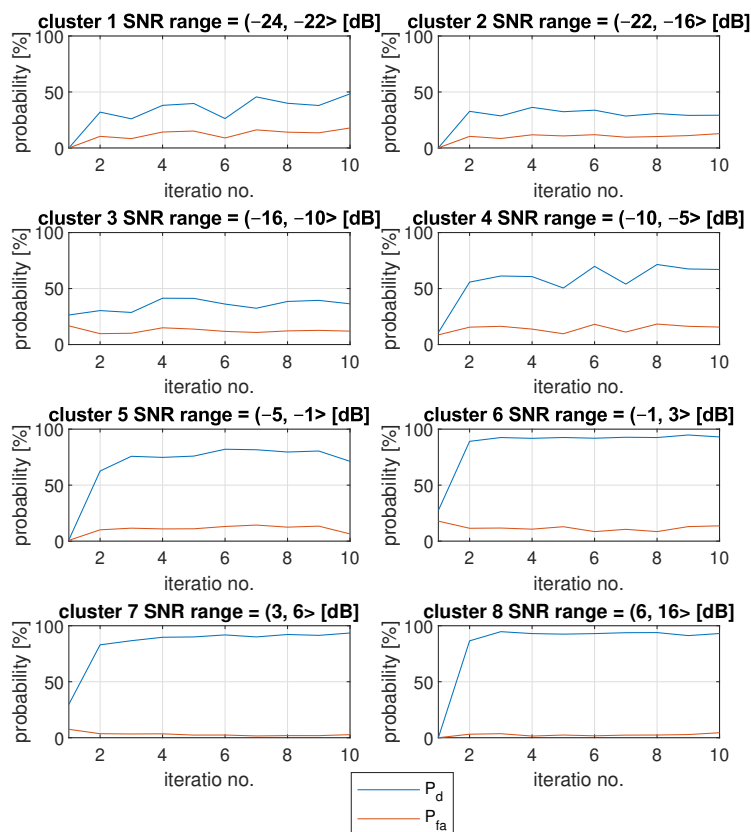 cluster 1 SNR range = (−24, −22> [dB]
probability [%]
100
50
0
2 4 6 8 10
iteratio no.
cluster 2 SNR range = (−22, −16> [dB]
probability [%]
100
50
0
2 4 6 8 10
iteratio no.
cluster 3 SNR range = (−16, −10> [dB]
probability [%]
100
50
0
2 4 6 8 10
iteratio no.
cluster 4 SNR range = (−10, −5> [dB]
probability [%]
100
50
0
2 4 6 8 10
iteratio no.
cluster 5 SNR range = (−5, −1> [dB]
probability [%]
100
50
0
2 4 6 8 10
iteratio no.
cluster 6 SNR range = (−1, 3> [dB]
probability [%]
100
50
0
2 4 6 8 10
iteratio no.
cluster 7 SNR range = (3, 6> [dB]
probability [%]
100
50
0
2 4 6 8 10
iteratio no.
cluster 8 SNR range = (6, 16> [dB]
probability [%]
100
50
0
2 4 6 8 10
iteratio no.
P_d
P_fa